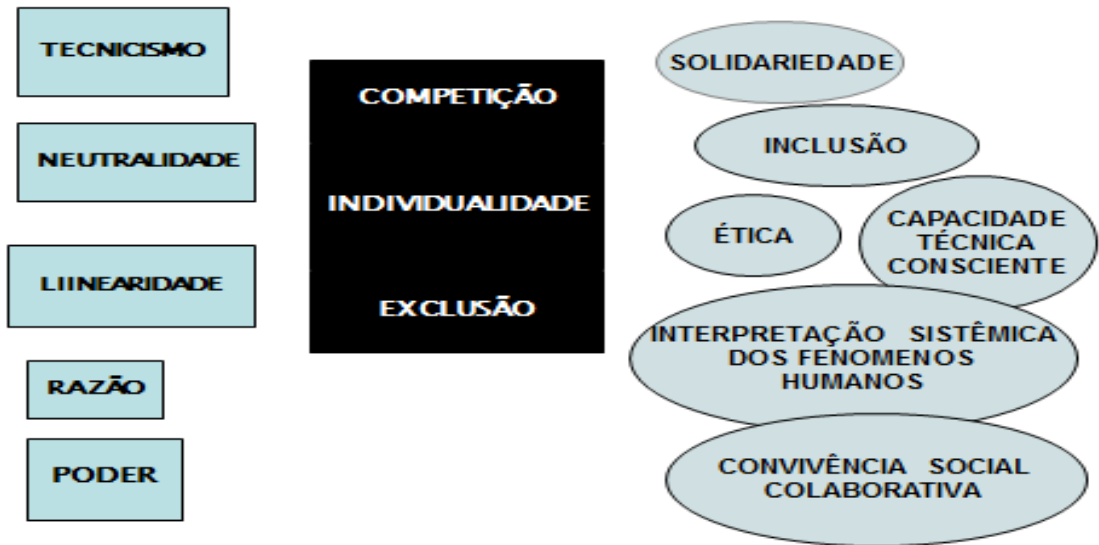 TECNICISMO
NEUTRALIDADE
LIINEARIDADE
RAZÃO
PODER
COMPETIÇÃO
INDIVIDUALIDADE
EXCLUSÃO
SOLIDARIEDADE
INCLUSÃO
ÉTICA
CAPACIDADE
TÉCNICA
CONSCIENTE
INTERPRETAÇÃO SISTÊMICA
DOS FENOMENOS
HUMANOS
CONVIVÊNCIA SOCIAL
COLABORATIVA